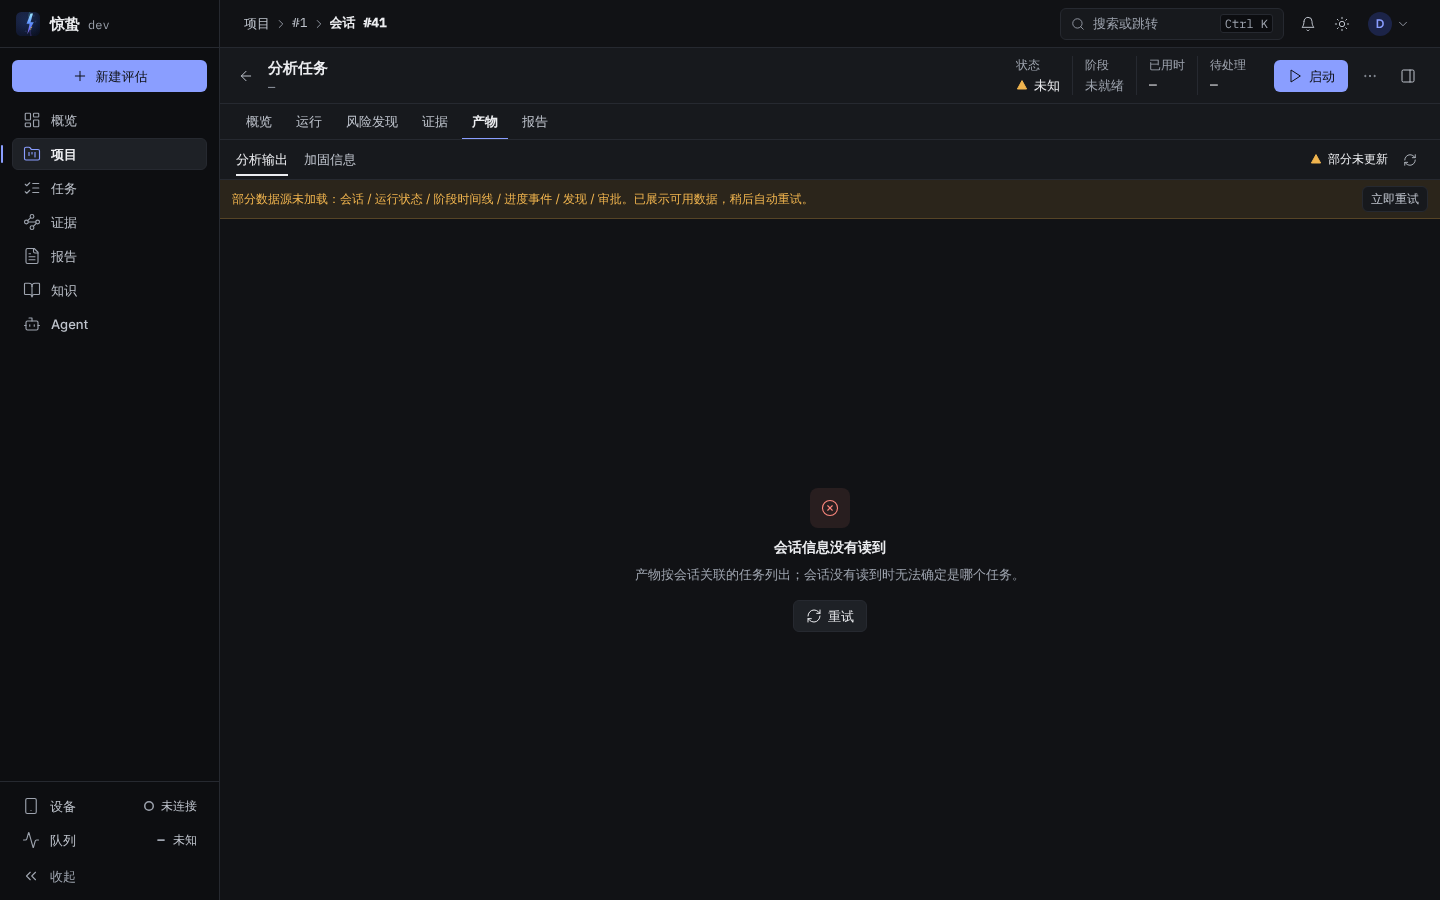 惊蛰 dev
项目 #1 会话 #41
搜索或跳转 Ctrl K
D
新建评估
概览
项目
任务
证据
报告
知识
Agent
设备 未连接
队列 – 未知
收起
分析任务
–
状态
未知
阶段
未就绪
已用时
–
待处理
–
启动
概览 运行 风险发现 证据 产物 报告
分析输出 加固信息
部分未更新
部分数据源未加载：会话 / 运行状态 / 阶段时间线 / 进度事件 / 发现 / 审批。已展示可用数据，稍后自动重试。
立即重试
会话信息没有读到
产物按会话关联的任务列出；会话没有读到时无法确定是哪个任务。
重试